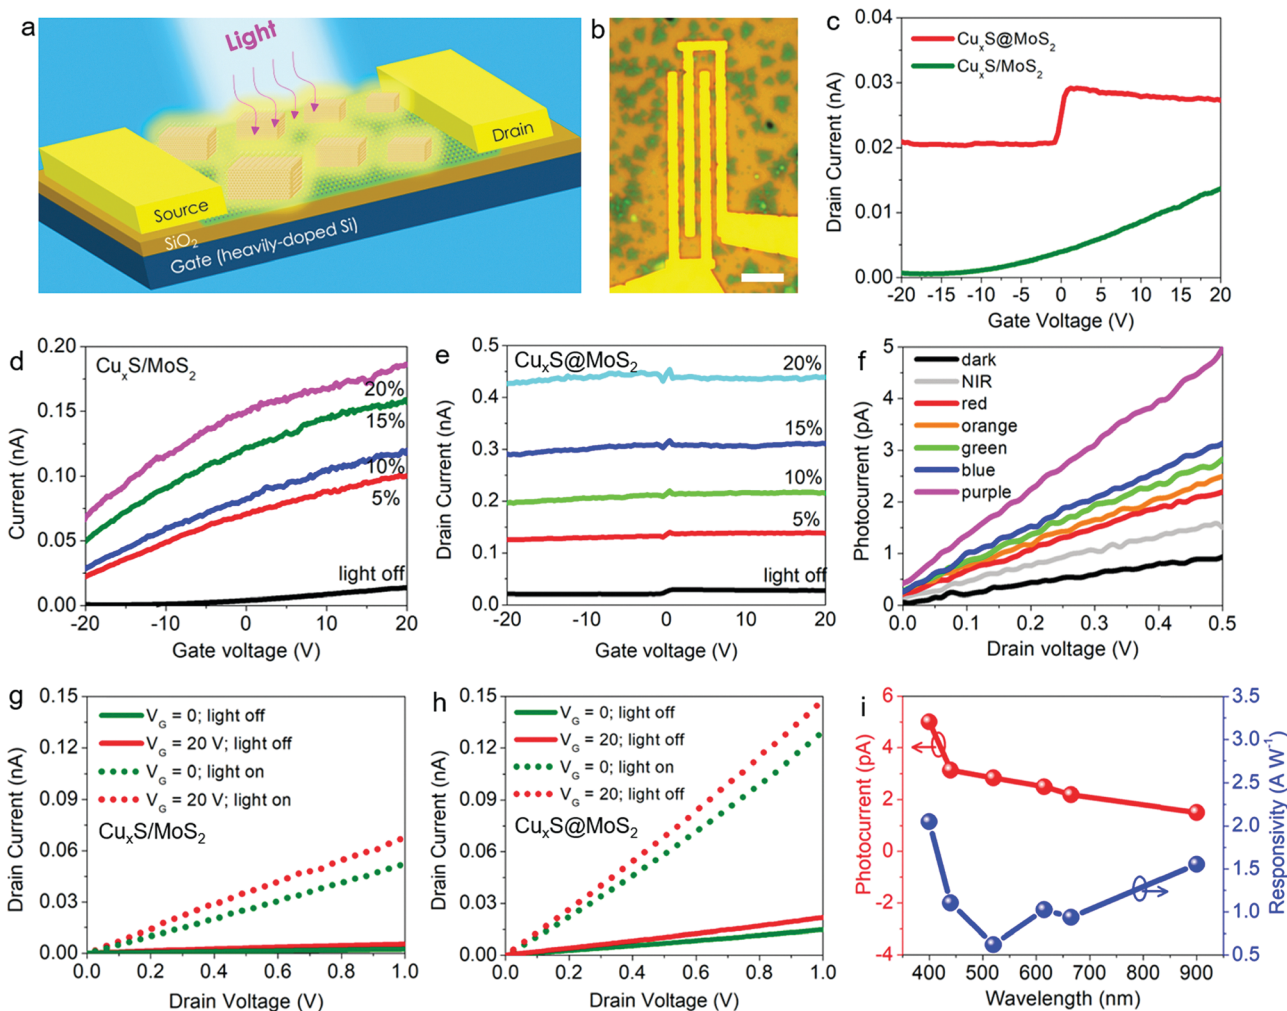 a
Light
Source
Drain
SiO2
Gate (heavily-doped Si)
b
c
Drain Current (nA)
0.04
0.03
0.02
0.01
0.00
CuxS@MoS2
CuxS/MoS2
-20 -15 -10 -5 0 5 10 15 20
Gate Voltage (V)
d
Current (nA)
0.20
0.15
0.10
0.05
0.00
CuxS/MoS2
20%
15%
10%
5%
light off
-20 -10 0 10 20
Gate voltage (V)
e
Drain Current (nA)
0.5
0.4
0.3
0.2
0.1
0.0
CuxS@MoS2
20%
15%
10%
5%
light off
-20 -10 0 10 20
Gate voltage (V)
f
Photocurrent (pA)
5
4
3
2
1
0
dark
NIR
red
orange
green
blue
purple
0.0 0.1 0.2 0.3 0.4 0.5
Drain voltage (V)
g
Drain Current (nA)
0.15
0.12
0.09
0.06
0.03
0.00
VG = 0; light off
VG = 20 V; light off
VG = 0; light on
VG = 20 V; light on
CuxS/MoS2
0.0 0.2 0.4 0.6 0.8 1.0
Drain Voltage (V)
h
Drain Current (nA)
0.15
0.12
0.09
0.06
0.03
0.00
VG = 0; light off
VG = 20; light off
VG = 0; light on
VG = 20; light off
CuxS@MoS2
0.0 0.2 0.4 0.6 0.8 1.0
Drain Voltage (V)
i
Photocurrent (pA)
6
4
2
0
-2
-4
3.5
3.0
2.5
2.0
1.5
1.0
0.5
Responsivity (A W-1)
400 500 600 700 800 900
Wavelength (nm)